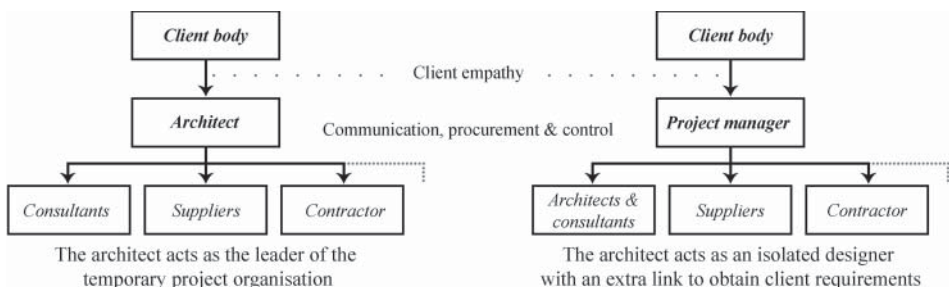 Client body
Client body
Client empathy
Architect
Communication, procurement & control
Project manager
Consultants
Suppliers
Contractor
Architects &
consultants
Suppliers
Contractor
The architect acts as the leader of the
temporary project organisation
The architect acts as an isolated designer
with an extra link to obtain client requirements